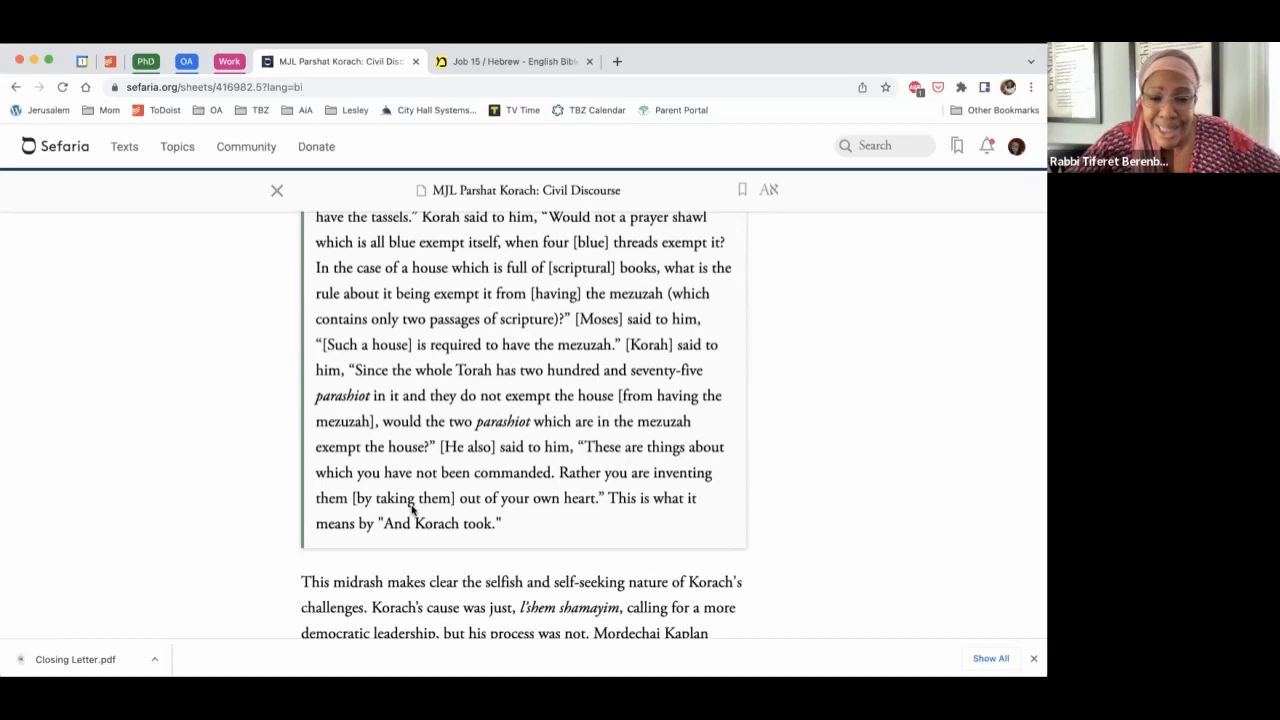 PhD OA Work MJL Parshat Korach: Civil Disc Job 15 / Hebrew - English Bibl
sefaria.org/sheets/416982.5?lang=bi
Jerusalem Mom ToDoist OA TBZ AiA Lesley City Hall Systems... TV Time TBZ Calendar Parent Portal Other Bookmarks
Sefaria Texts Topics Community Donate Search
MJL Parshat Korach: Civil Discourse
have the tassels.” Korah said to him, “Would not a prayer shawl
which is all blue exempt itself, when four [blue] threads exempt it?
In the case of a house which is full of [scriptural] books, what is the
rule about it being exempt it from [having] the mezuzah (which
contains only two passages of scripture)?” [Moses] said to him,
“[Such a house] is required to have the mezuzah.” [Korah] said to
him, “Since the whole Torah has two hundred and seventy-five
parashiot in it and they do not exempt the house [from having the
mezuzah], would the two parashiot which are in the mezuzah
exempt the house?” [He also] said to him, “These are things about
which you have not been commanded. Rather you are inventing
them [by taking them] out of your own heart.” This is what it
means by "And Korach took."
This midrash makes clear the selfish and self-seeking nature of Korach's
challenges. Korach’s cause was just, l’shem shamayim, calling for a more
democratic leadership, but his process was not. Mordechai Kaplan
Closing Letter.pdf Show All
Rabbi Tiferet Berenb...